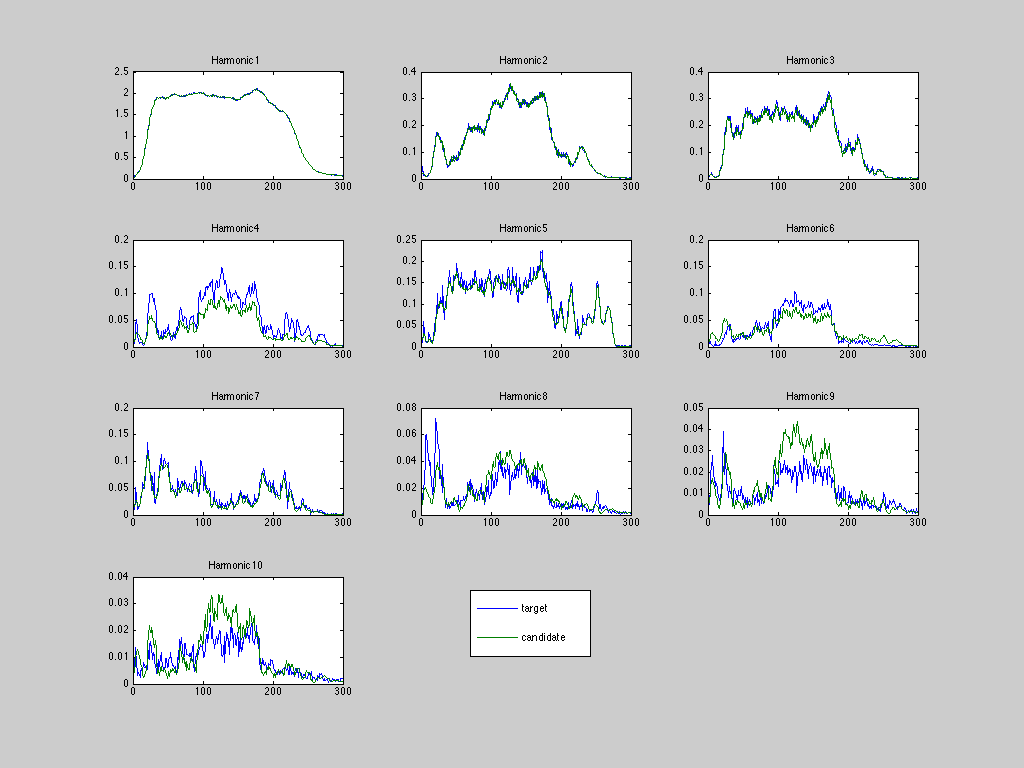 Harmonic1 Harmonic2 Harmonic3
2.5 0.4 0.4
2 0.3 0.3
1.5 0.2 0.2
1 0.1 0.1
0.5
0 0 0
0 100 200 300 0 100 200 300 0 100 200 300
Harmonic4 Harmonic5 Harmonic6
0.2 0.25 0.2
0.2
0.15 0.15 0.15
0.1 0.1 0.1
0.05 0.05 0.05
0 0 0
0 100 200 300 0 100 200 300 0 100 200 300
Harmonic7 Harmonic8 Harmonic9
0.2 0.08 0.05
0.04
0.15 0.06 0.03
0.1 0.04 0.02
0.05 0.02 0.01
0 0 0
0 100 200 300 0 100 200 300 0 100 200 300
Harmonic10
0.04
0.03
0.02
0.01
0
0 100 200 300
target
candidate